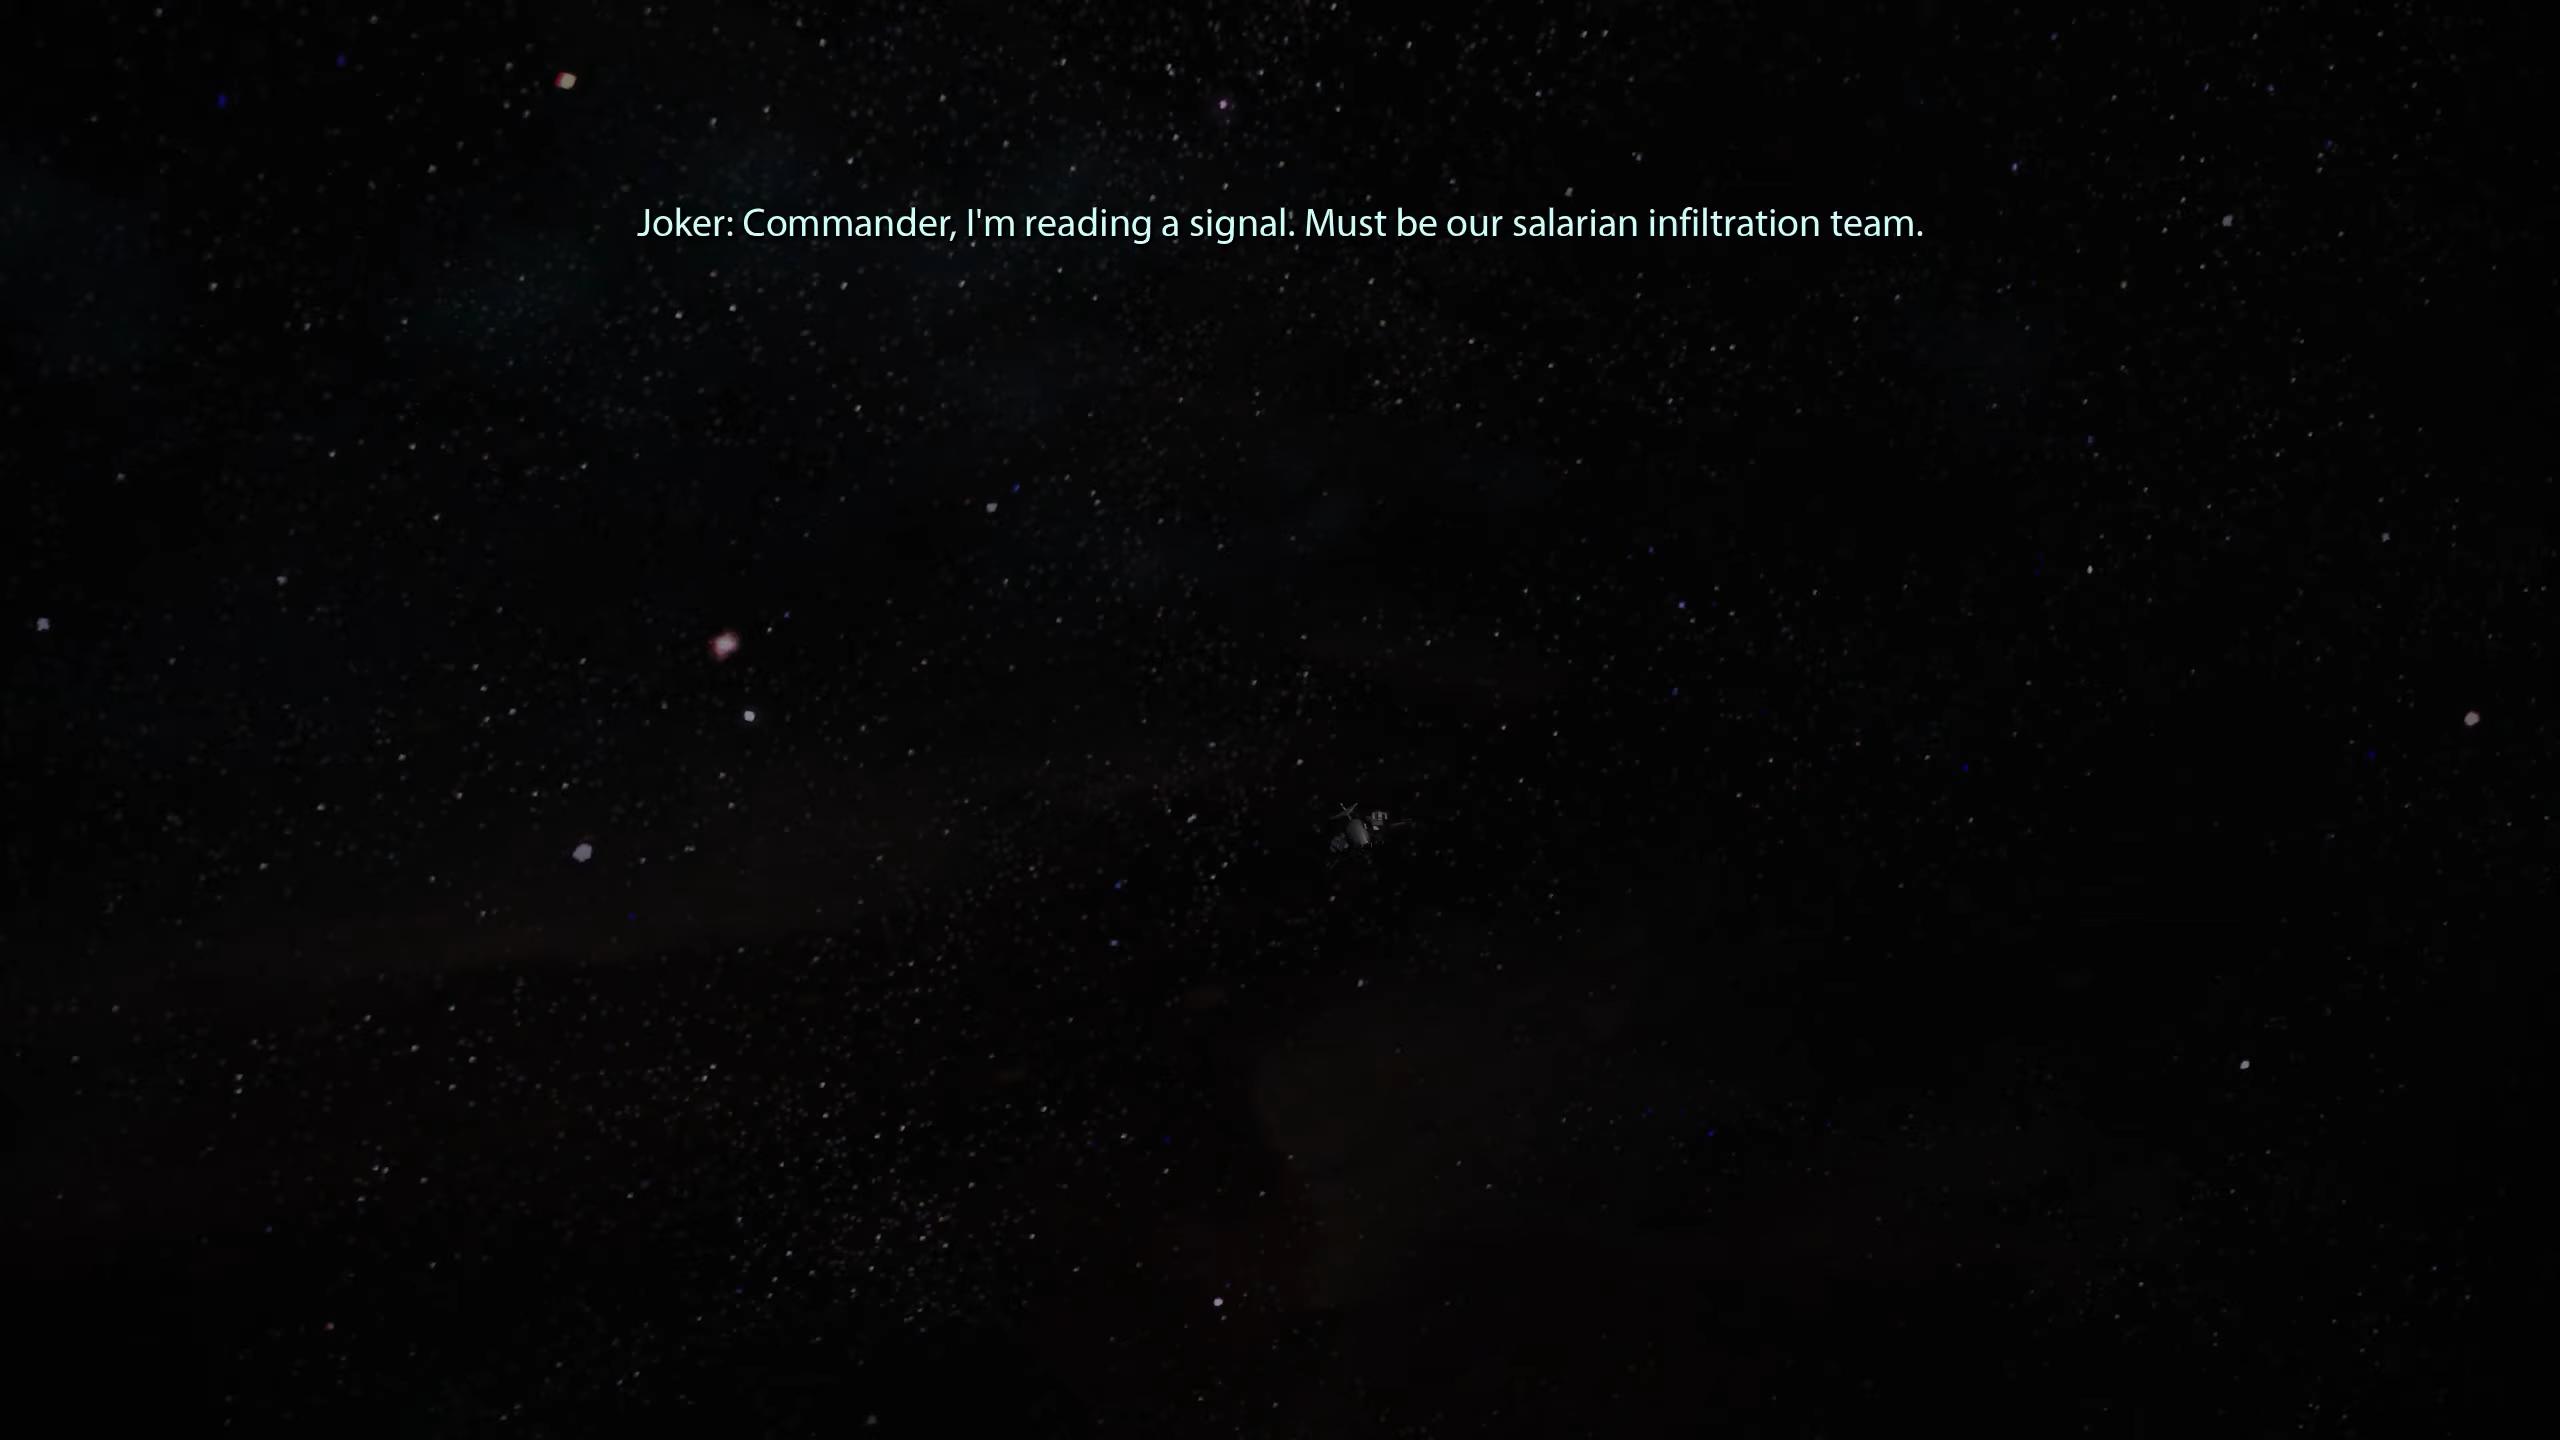 Joker: Commander, I'm reading a signal. Must be our salarian infiltration team.